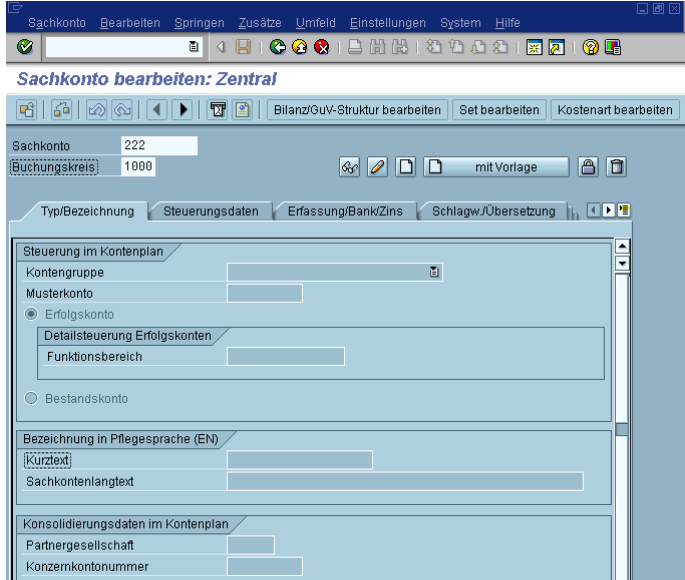 Sachkonto Bearbeiten Springen Zusätze Umfeld Einstellungen System Hilfe
Sachkonto bearbeiten: Zentral
Bilanz/GuV-Struktur bearbeiten Set bearbeiten Kostenart bearbeiten
Sachkonto 222
Buchungskreis 1000 mit Vorlage
Typ/Bezeichnung Steuerungsdaten Erfassung/Bank/Zins Schlagw./Übersetzung
Steuerung im Kontenplan
Kontengruppe
Musterkonto
Erfolgskonto
Detailsteuerung Erfolgskonten
Funktionsbereich
Bestandskonto
Bezeichnung in Pflegesprache (EN)
Kurztext
Sachkontenlangtext
Konsolidierungsdaten im Kontenplan
Partnergesellschaft
Konzernkontonummer